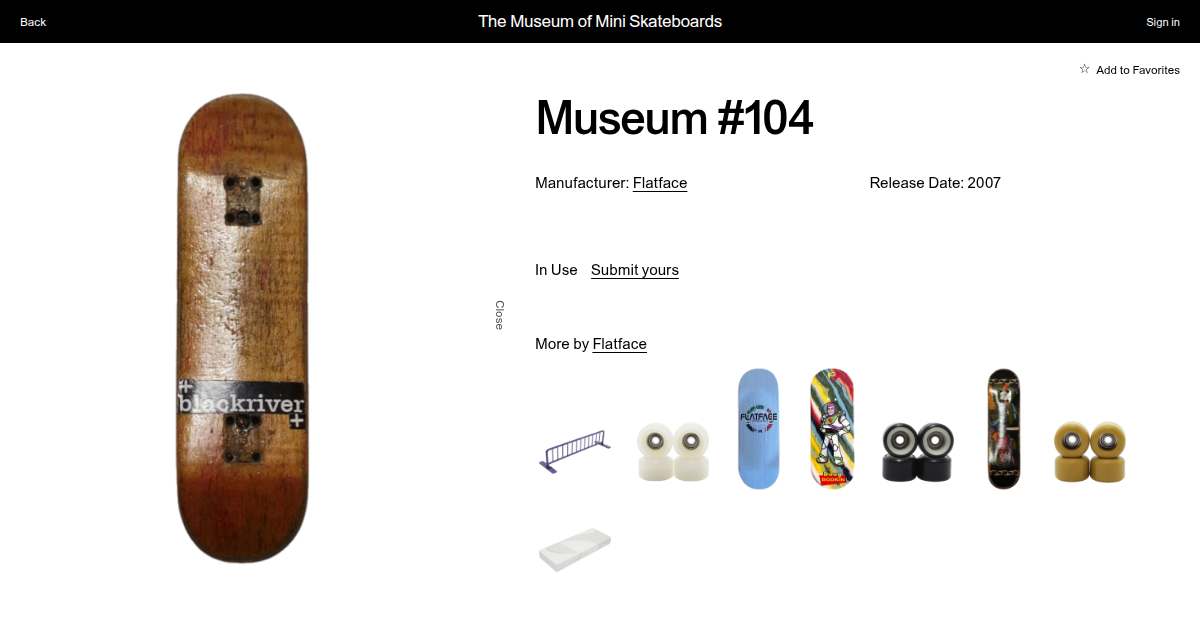 Back
The Museum of Mini Skateboards
Sign in
☆ Add to Favorites
Museum #104
Manufacturer: Flatface
Release Date: 2007
In Use Submit yours
Close
More by Flatface
blackriver
FLATFACE